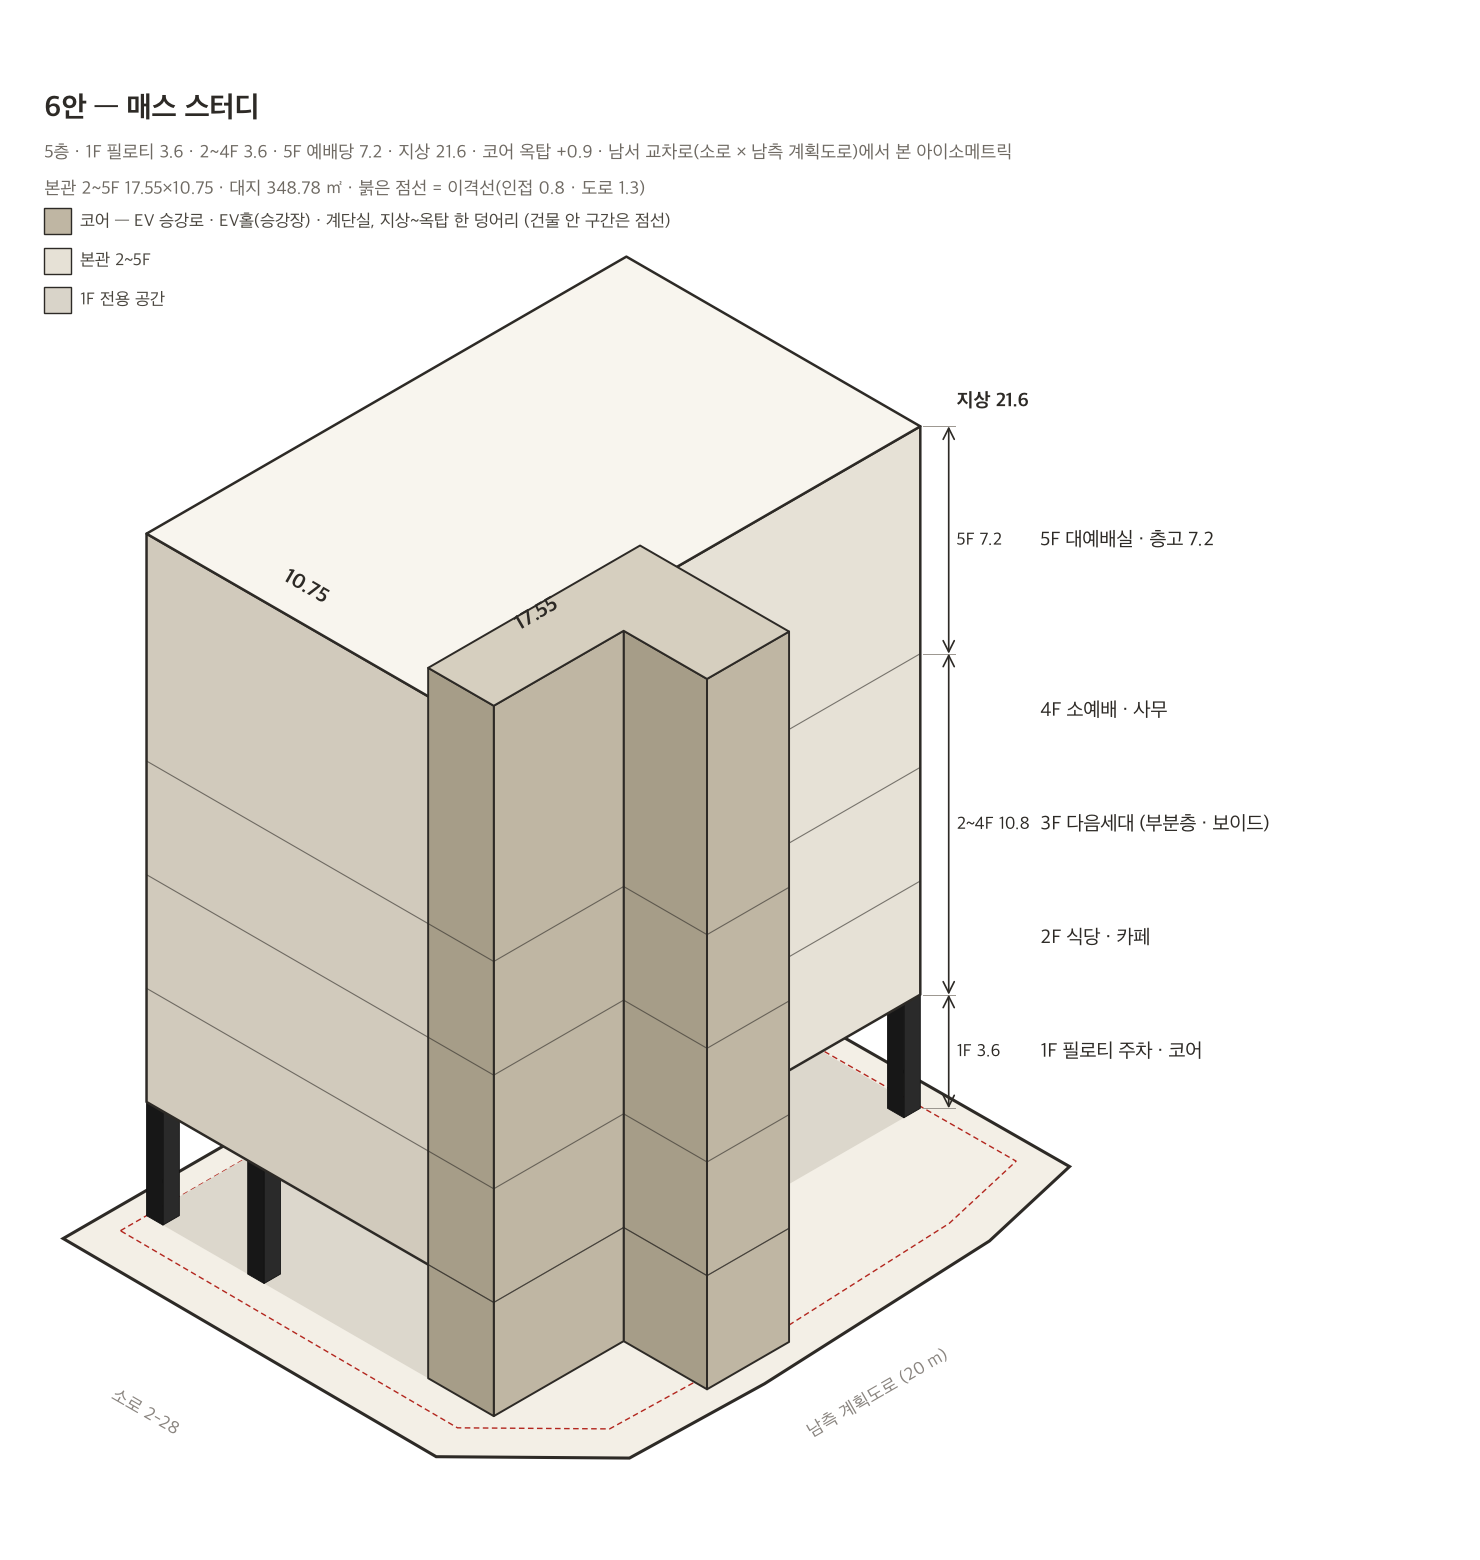 6안 — 매스 스터디
5층 · 1F 필로티 3.6 · 2~4F 3.6 · 5F 예배당 7.2 · 지상 21.6 · 코어 옥탑 +0.9 · 남서 교차로(소로 × 남측 계획도로)에서 본 아이소메트릭
본관 2~5F 17.55×10.75 · 대지 348.78 ㎡ · 붉은 점선 = 이격선(인접 0.8 · 도로 1.3)
코어 — EV 승강로 · EV홀(승강장) · 계단실, 지상~옥탑 한 덩어리 (건물 안 구간은 점선)
본관 2~5F
1F 전용 공간
지상 21.6
5F 7.2 5F 대예배실 · 층고 7.2
10.75
17.55
4F 소예배 · 사무
2~4F 10.8 3F 다음세대 (부분층 · 보이드)
2F 식당 · 카페
1F 3.6 1F 필로티 주차 · 코어
소로 2-28
남측 계획도로 (20 m)